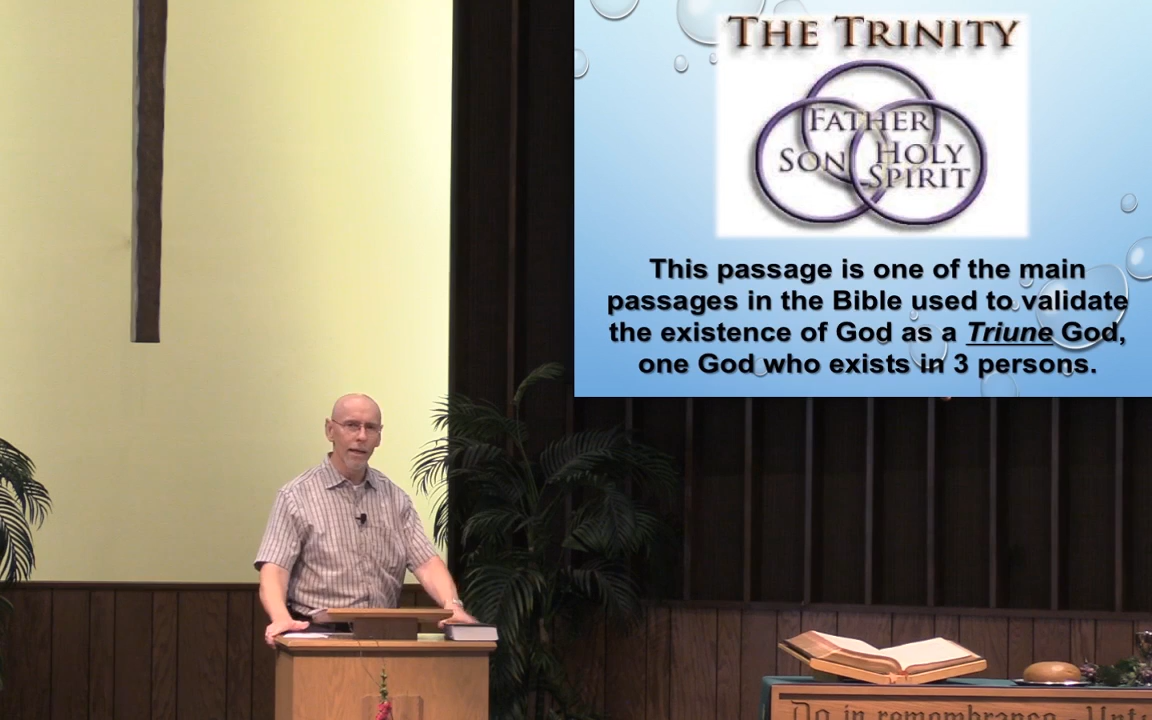 THE TRINITY
FATHER
SON HOLY
SPIRIT
This passage is one of the main
passages in the Bible used to validate
the existence of God as a Triune God,
one God who exists in 3 persons.
Do in remembrance